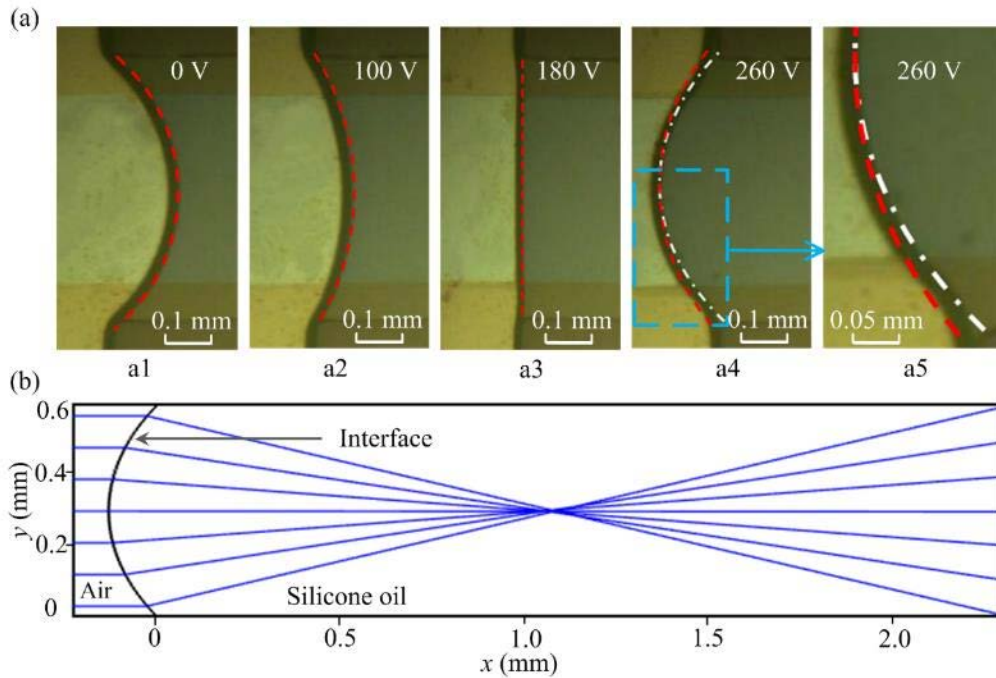 (a)
0 V
100 V
180 V
260 V
260 V
0.1 mm
0.1 mm
0.1 mm
0.1 mm
0.05 mm
a1
a2
a3
a4
a5
(b)
0.6
0.4
0.2
0
y (mm)
Interface
Air
Silicone oil
0
0.5
1.0
1.5
2.0
x (mm)